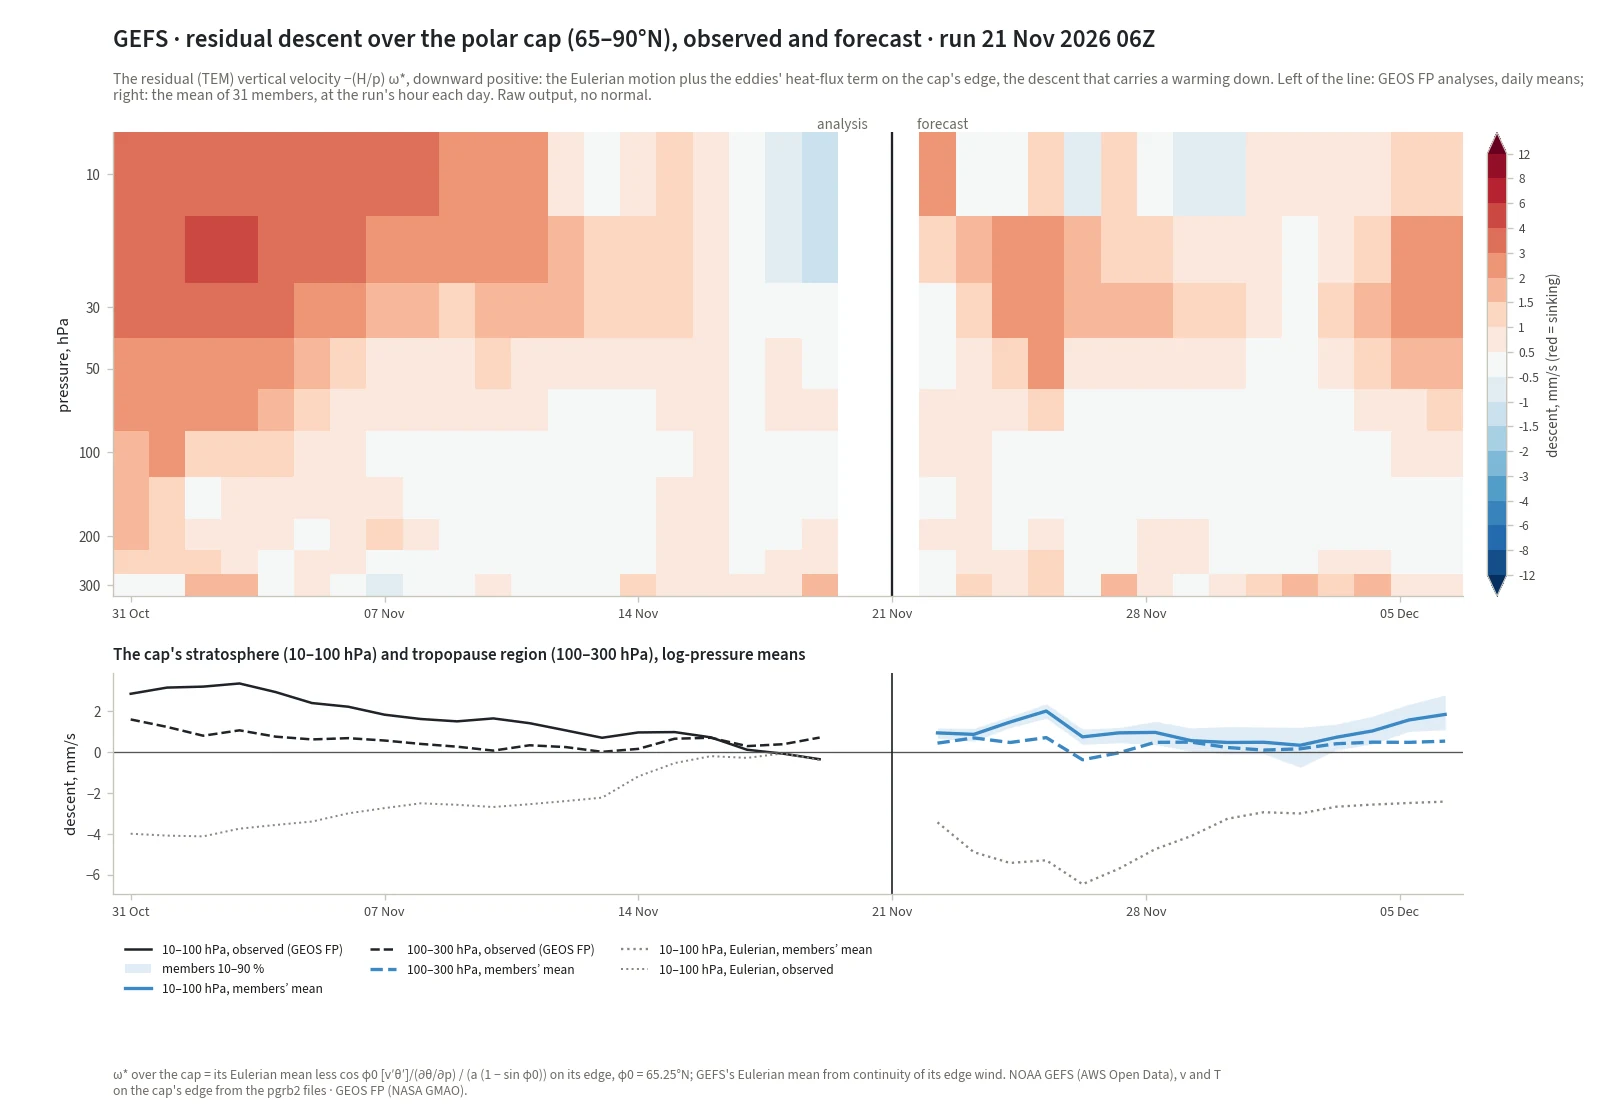 GEFS · residual descent over the polar cap (65–90°N), observed and forecast · run 21 Nov 2026 06Z
The residual (TEM) vertical velocity −(H/p) ω*, downward positive: the Eulerian motion plus the eddies' heat-flux term on the cap's edge, the descent that carries a warming down. Left of the line: GEOS FP analyses, daily means;
right: the mean of 31 members, at the run's hour each day. Raw output, no normal.
analysis
forecast
pressure, hPa
10
30
50
100
200
300
31 Oct
07 Nov
14 Nov
21 Nov
28 Nov
05 Dec
12
8
6
4
3
2
1.5
1
0.5
-0.5
-1
-1.5
-2
-3
-4
-6
-8
-12
descent, mm/s (red = sinking)
The cap's stratosphere (10–100 hPa) and tropopause region (100–300 hPa), log-pressure means
descent, mm/s
2
0
−2
−4
−6
31 Oct
07 Nov
14 Nov
21 Nov
28 Nov
05 Dec
10–100 hPa, observed (GEOS FP)
members 10–90 %
10–100 hPa, members’ mean
100–300 hPa, observed (GEOS FP)
100–300 hPa, members’ mean
10–100 hPa, Eulerian, members’ mean
10–100 hPa, Eulerian, observed
ω* over the cap = its Eulerian mean less cos φ0 [v′θ′]/(∂θ/∂p) / (a (1 − sin φ0)) on its edge, φ0 = 65.25°N; GEFS's Eulerian mean from continuity of its edge wind. NOAA GEFS (AWS Open Data), v and T
on the cap's edge from the pgrb2 files · GEOS FP (NASA GMAO).